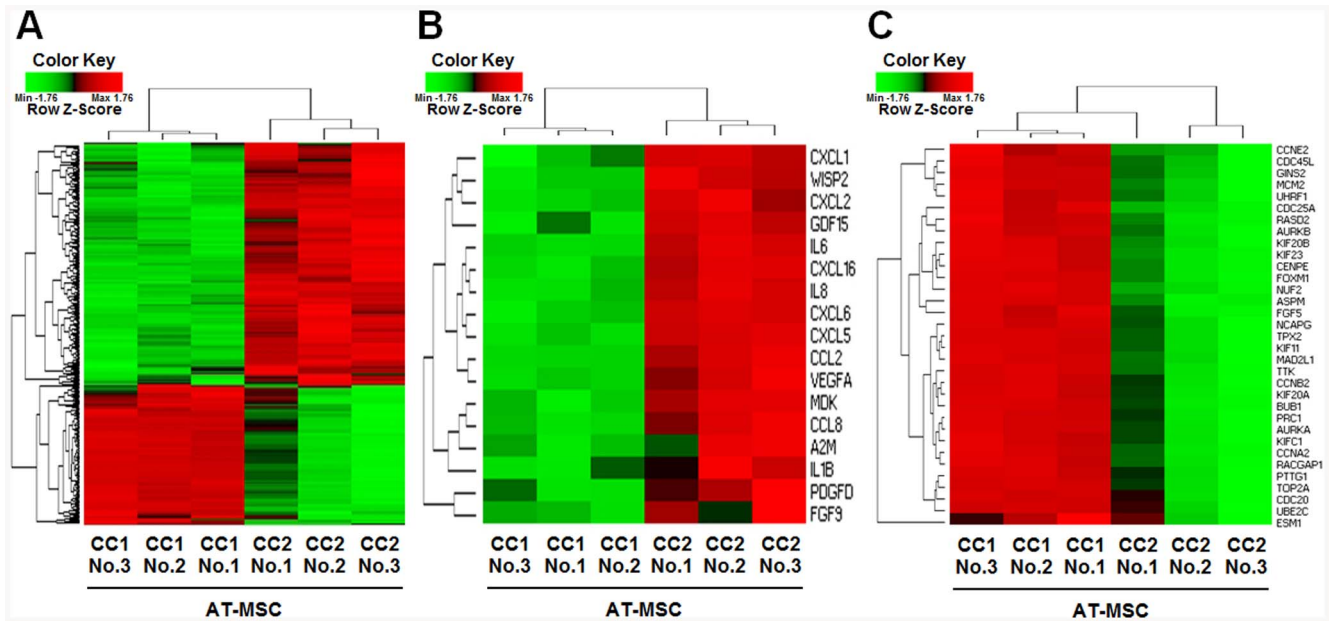 A
Color Key
Min -1.76 Max 1.76
Row Z-Score
CC1 CC1 CC1 CC2 CC2 CC2
No.3 No.2 No.1 No.1 No.2 No.3
AT-MSC
B
Color Key
Min -1.76 Max 1.76
Row Z-Score
CXCL1
WISP2
CXCL2
GDF15
IL6
CXCL16
IL8
CXCL6
CXCL5
CCL2
VEGFA
MDK
CCL8
A2M
IL1B
PDGFD
FGF9
CC1 CC1 CC1 CC2 CC2 CC2
No.3 No.1 No.2 No.1 No.2 No.3
AT-MSC
C
Color Key
Min -1.76 Max 1.76
Row Z-Score
CCNE2
CDC45L
GINS2
MCM2
UHRF1
CDC25A
RASD2
AURKB
KIF20B
KIF23
CENPE
FOXM1
NUF2
ASPM
FGF5
NCAPG
TPX2
KIF11
MAD2L1
TTK
CCNB2
KIF20A
BUB1
PRC1
AURKA
KIFC1
CCNA2
RACGAP1
PTTG1
TOP2A
CDC20
UBE2C
ESM1
CC1 CC1 CC1 CC2 CC2 CC2
No.3 No.2 No.1 No.1 No.2 No.3
AT-MSC